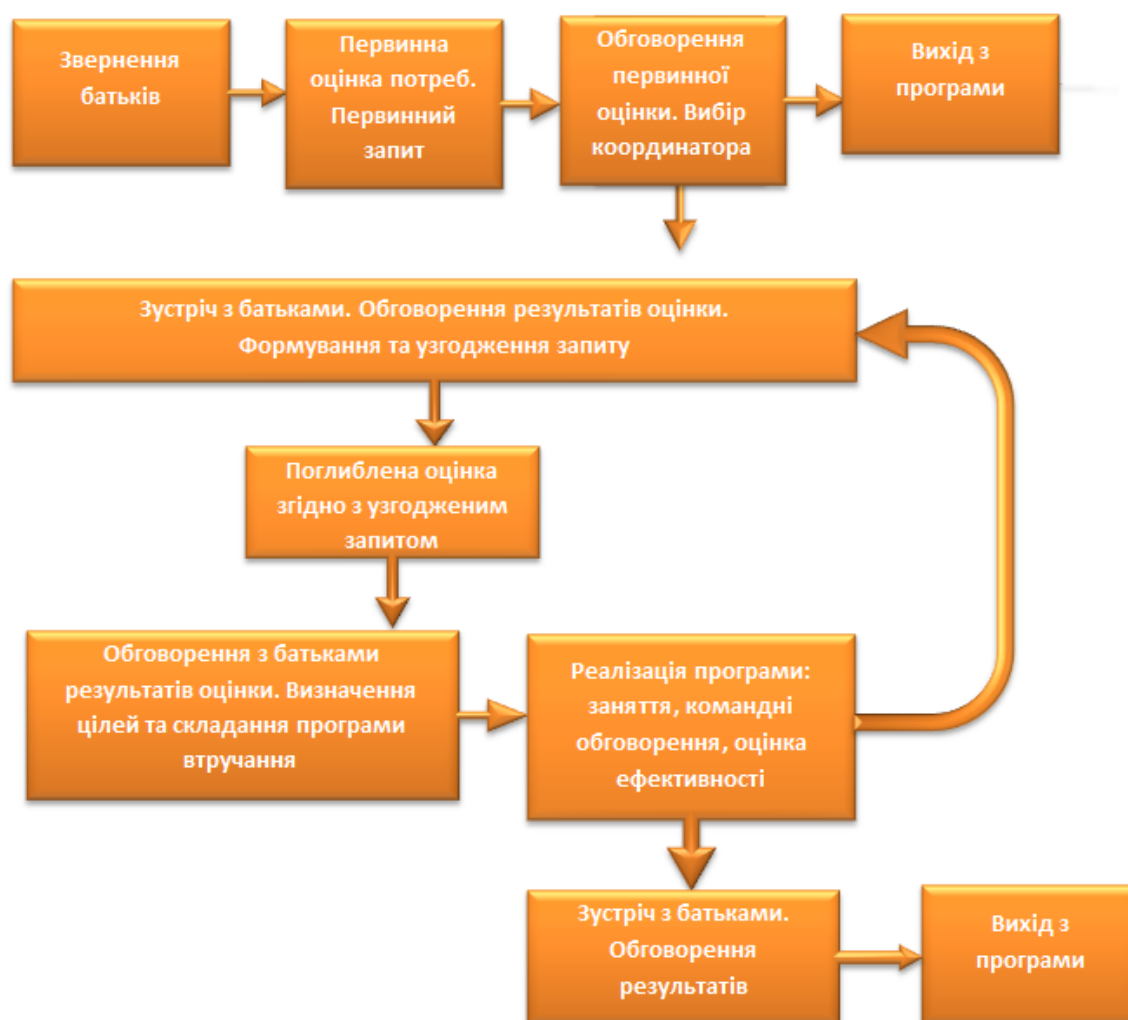 Звернення
батьків
Первинна
оцінка потреб.
Первинний
запит
Обговорення
первинної
оцінки. Вибір
координатора
Вихід з
програми
Зустріч з батьками. Обговорення результатів оцінки.
Формування та узгодження запиту
Поглиблена оцінка
згідно з узгодженим
запитом
Обговорення з батьками
результатів оцінки. Визначення
цілей та складання програми
втручання
Реалізація програми:
заняття, командні
обговорення, оцінка
ефективності
Зустріч з батьками.
Обговорення
результатів
Вихід з
програми